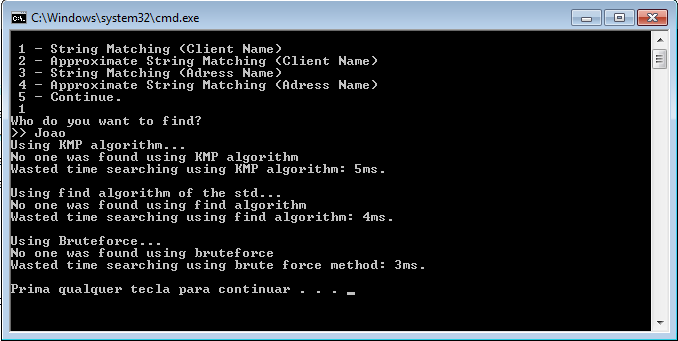 C:\Windows\system32\cmd.exe
1 - String Matching (Client Name)
2 - Approximate String Matching (Client Name)
3 - String Matching (Adress Name)
4 - Approximate String Matching (Adress Name)
5 - Continue.
1
Who do you want to find?
>> Joao
Using KMP algorithm...
No one was found using KMP algorithm
Wasted time searching using KMP algorithm: 5ms.
Using find algorithm of the std...
No one was found using find algorithm
Wasted time searching using find algorithm: 4ms.
Using Bruteforce...
No one was found using bruteforce
Wasted time searching using brute force method: 3ms.
Prima qualquer tecla para continuar . . . _